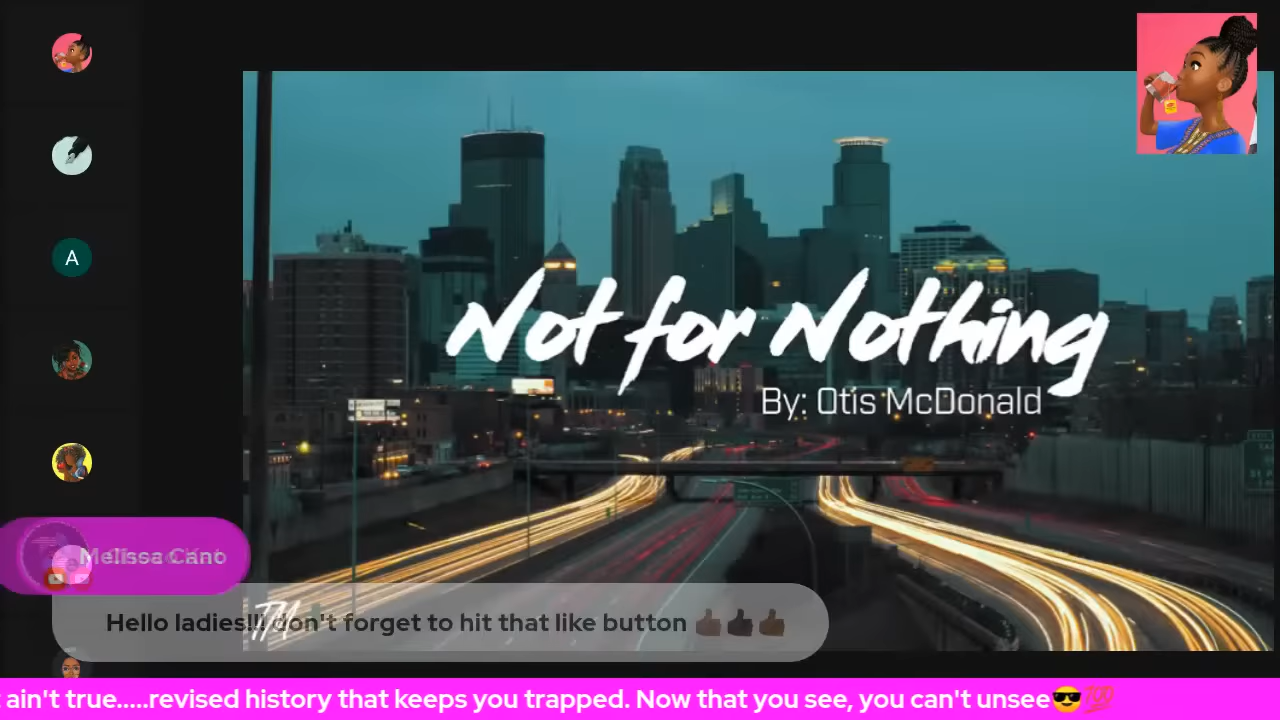 A
Not for Nothing
By: Otis McDonald
Melissa Cano
Hello ladies!!! don't forget to hit that like button 👍🏾👍🏿👍🏾
TM
ain't true.....revised history that keeps you trapped. Now that you see, you can't unsee😎💯